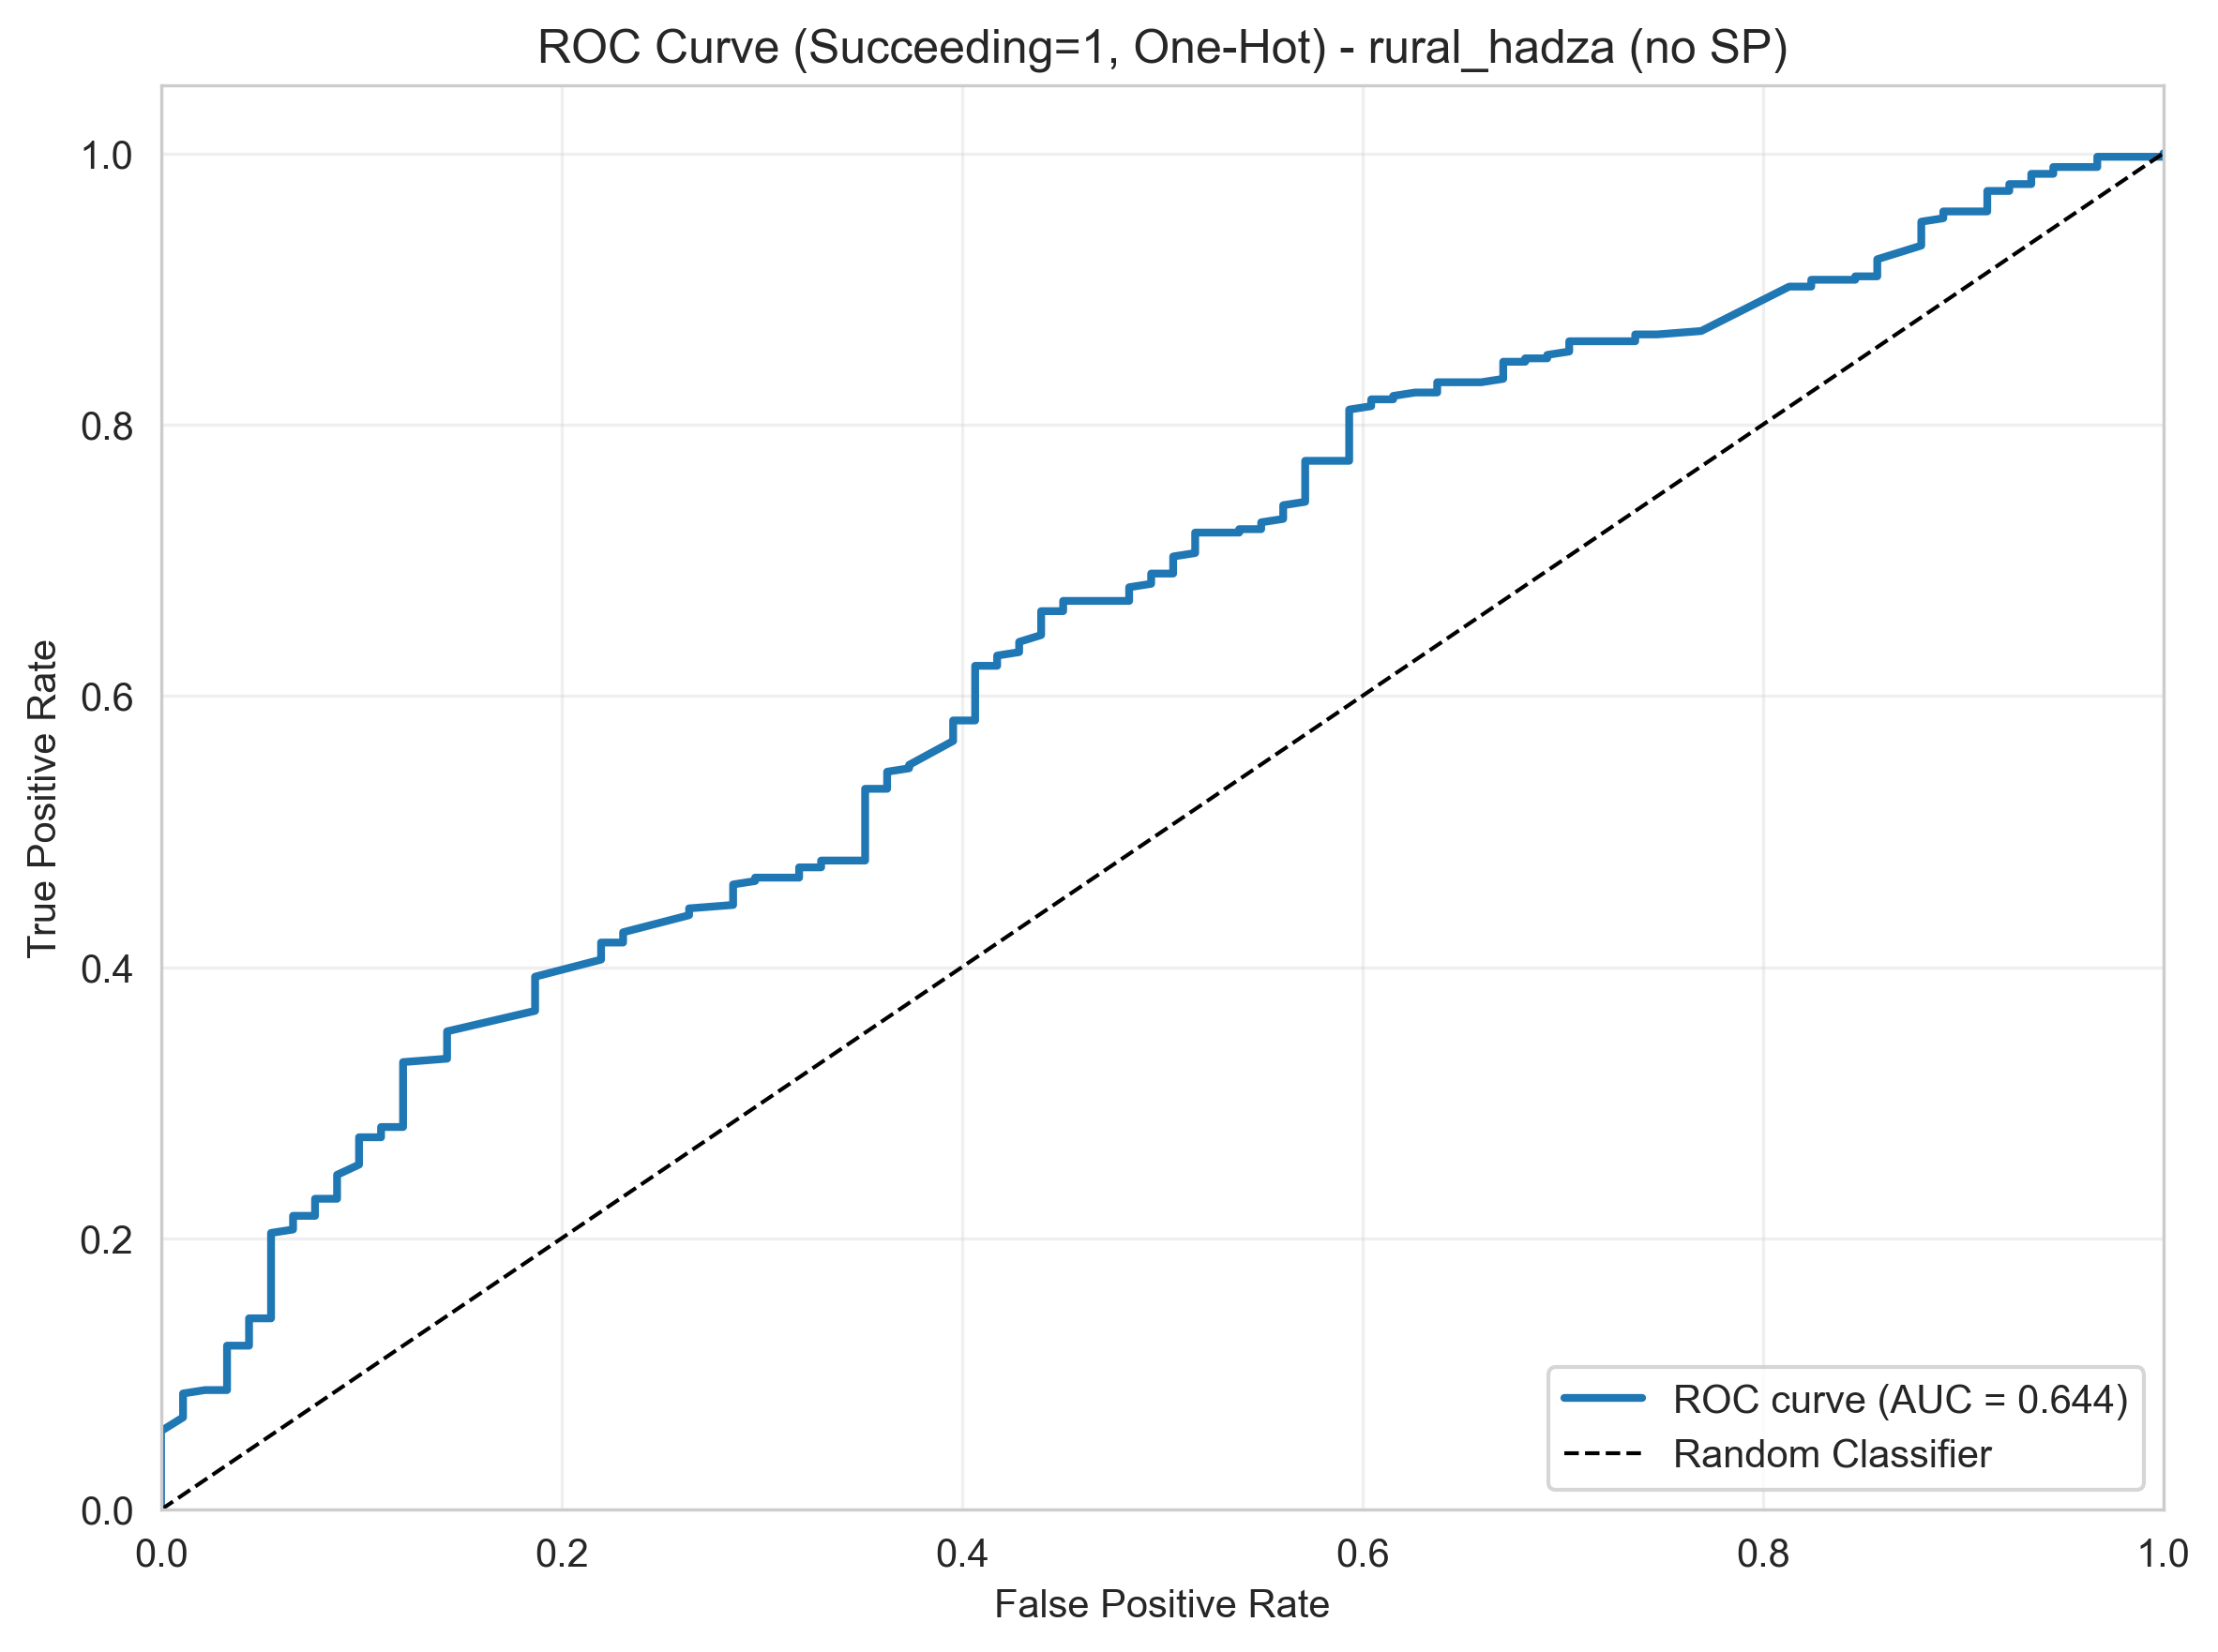 ROC Curve (Succeeding=1, One-Hot) - rural_hadza (no SP)
True Positive Rate
1.0
0.8
0.6
0.4
0.2
0.0
0.0 0.2 0.4 0.6 0.8 1.0
False Positive Rate
ROC curve (AUC = 0.644)
Random Classifier